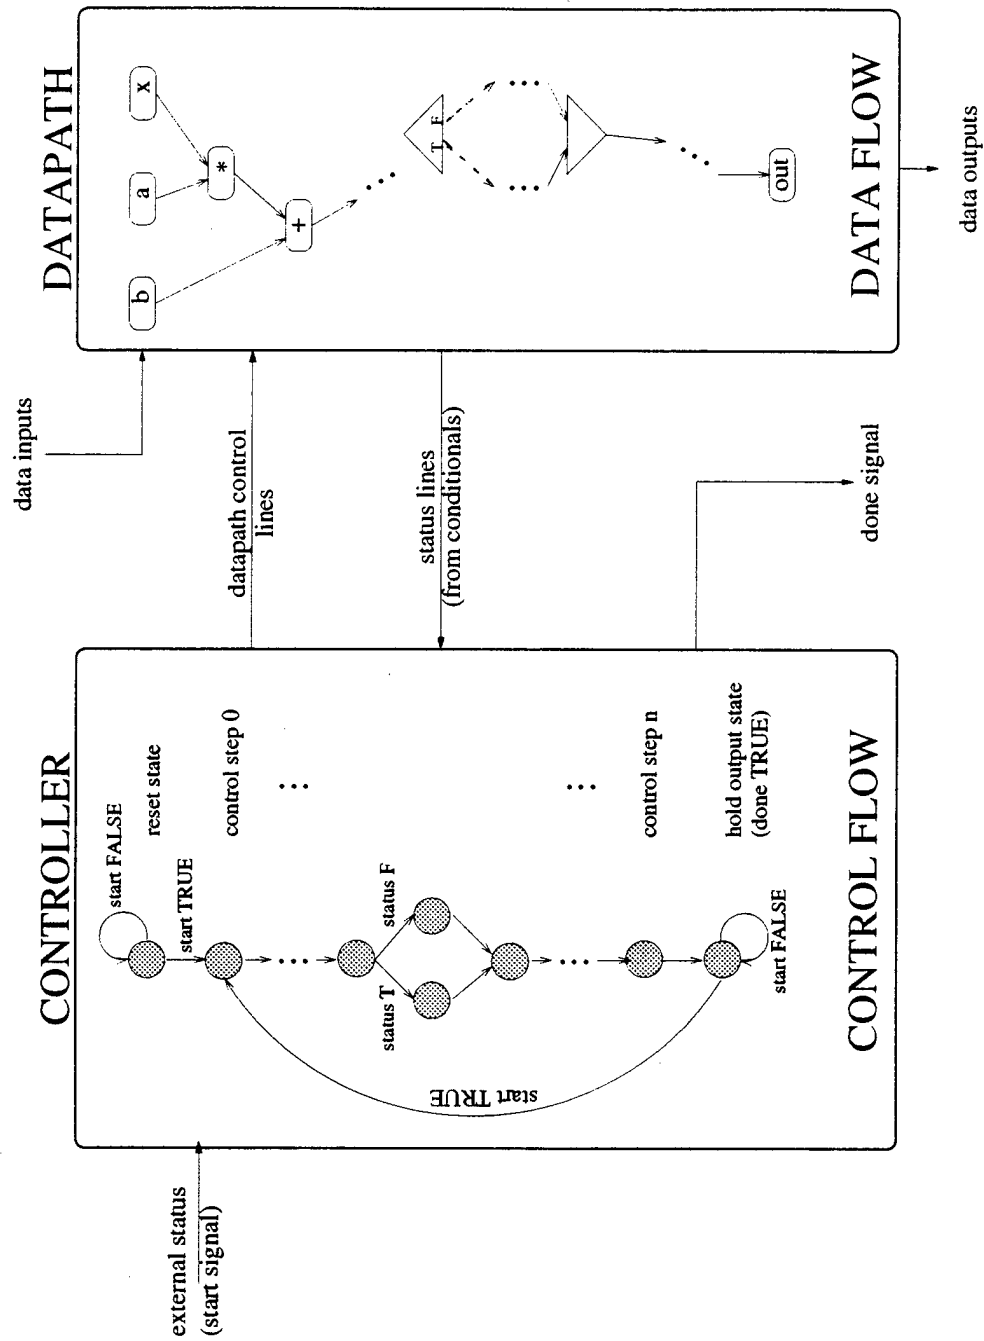 CONTROLLER
DATAPATH
external status
(start signal)
start FALSE
reset state
start TRUE
control step 0
...
...
status T
status F
start TRUE
...
...
control step n
hold output state
(done TRUE)
start FALSE
CONTROL FLOW
data inputs
datapath control
lines
status lines
(from conditionals)
done signal
b
a
x
*
+
...
T F
...
...
...
out
DATA FLOW
data outputs